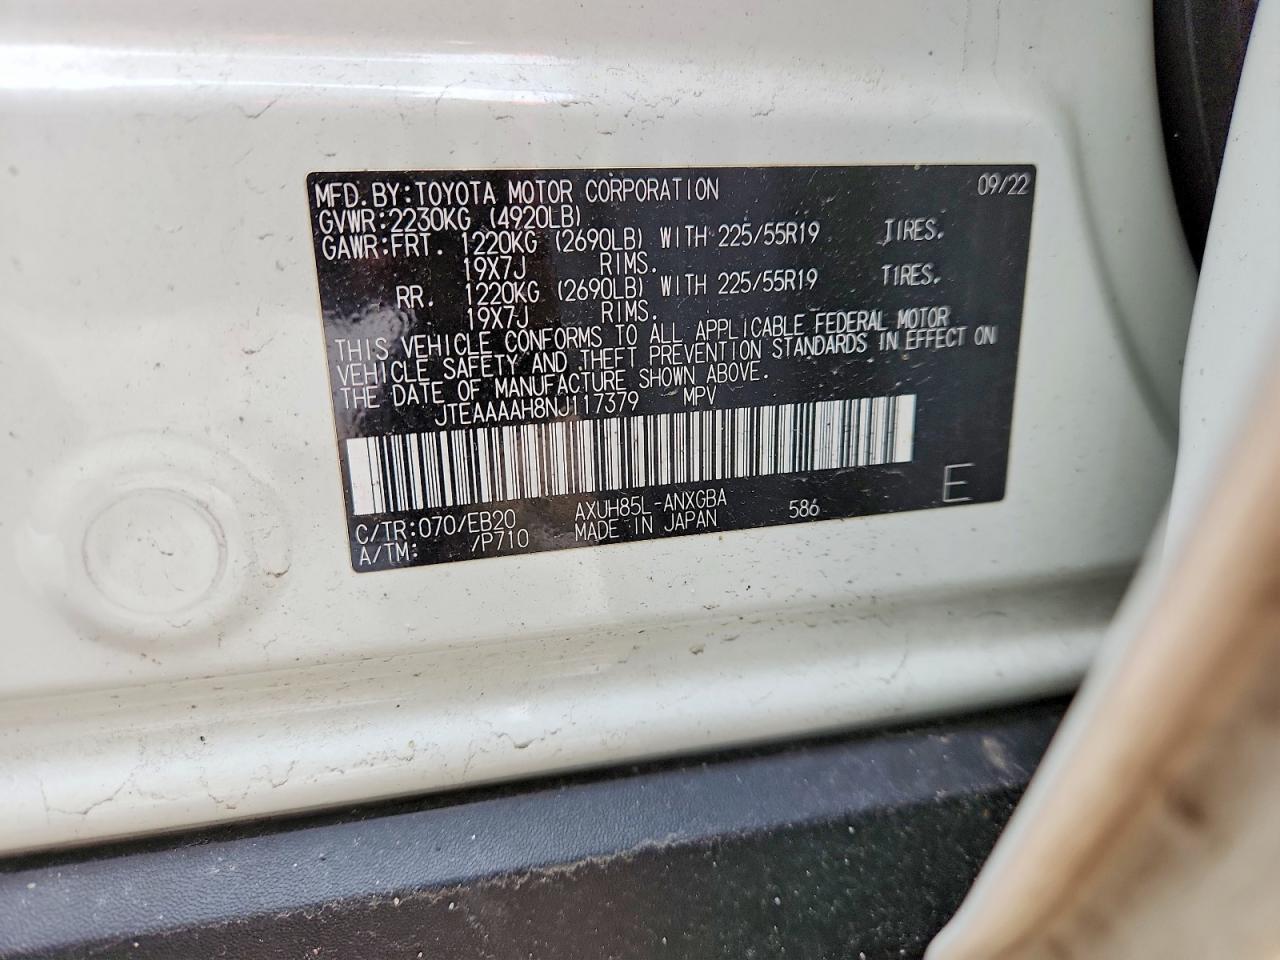 MFD. BY: TOYOTA MOTOR CORPORATION 09/22
GVWR: 2230KG (4920LB)
GAWR: FRT. 1220KG (2690LB) WITH 225/55R19 TIRES.
19X7J RIMS.
RR. 1220KG (2690LB) WITH 225/55R19 TIRES.
19X7J RIMS.
THIS VEHICLE CONFORMS TO ALL APPLICABLE FEDERAL MOTOR
VEHICLE SAFETY AND THEFT PREVENTION STANDARDS IN EFFECT ON
THE DATE OF MANUFACTURE SHOWN ABOVE.
JTEAAAAH8NJ117379 MPV
C/TR: 070/EB20 AXUH85L-ANXGBA 586 E
A/TM: /P710 MADE IN JAPAN